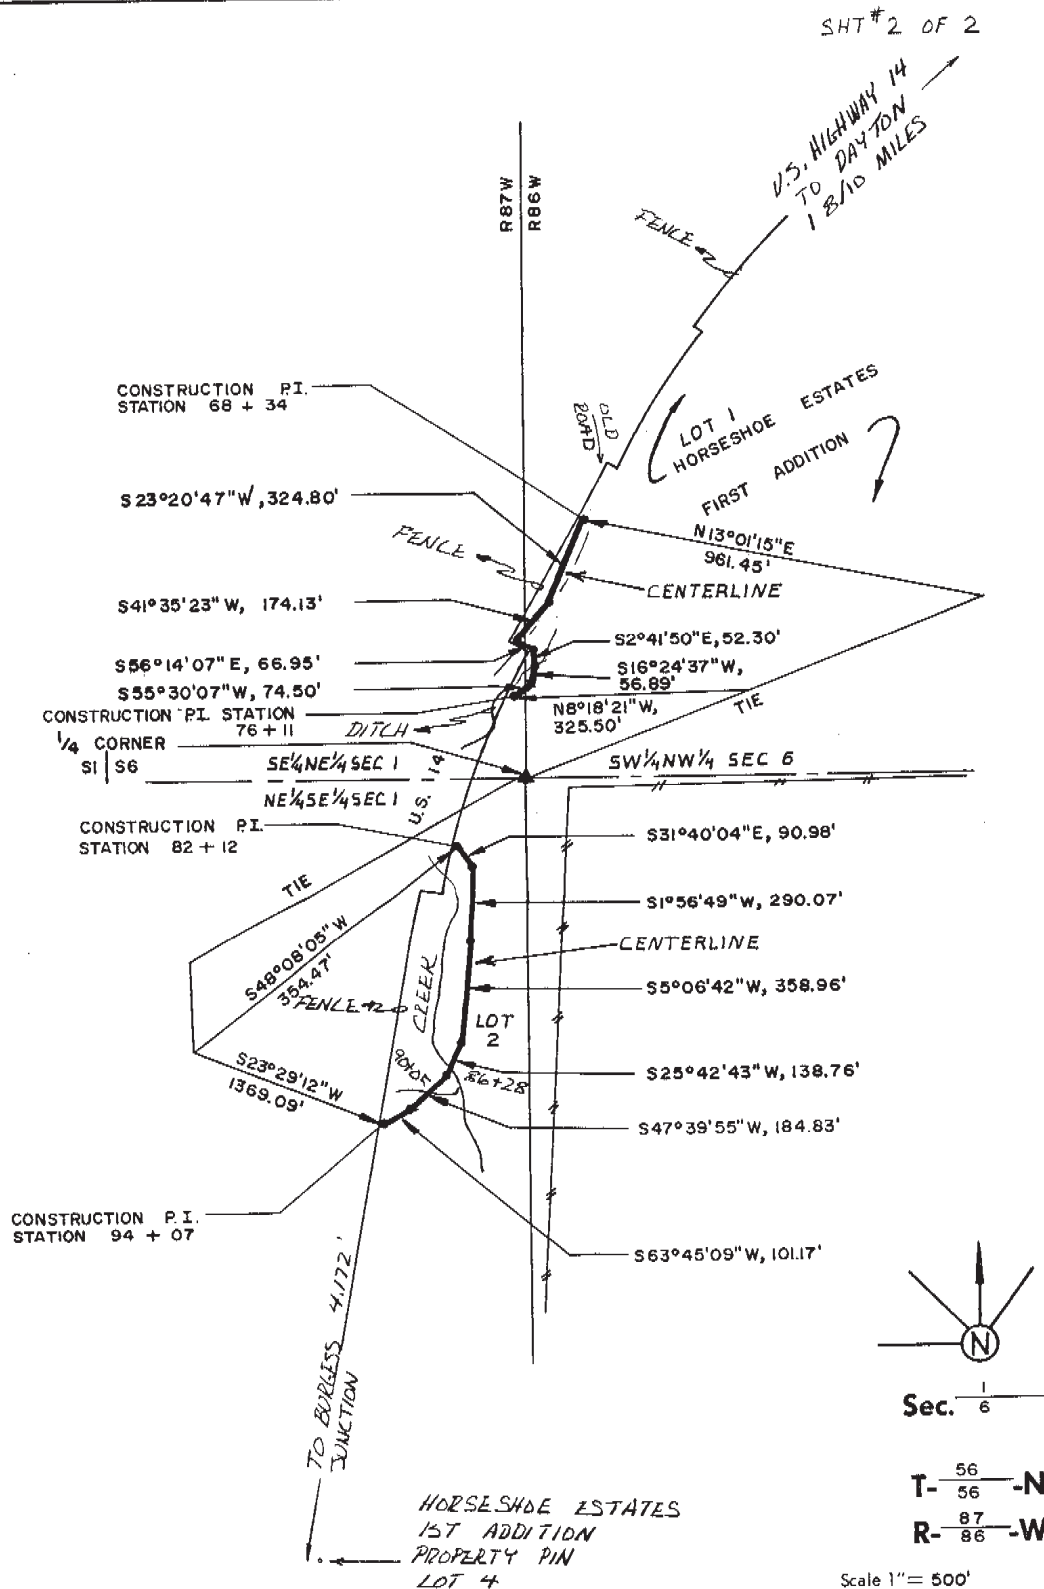 SHT #2 OF 2
U.S. HIGHWAY 14
TO DAYTON
1 8/10 MILES
R87W
R86W
FENCE
CONSTRUCTION P.I.
STATION 68 + 34
OLD
ROAD
LOT 1
HORSESHOE ESTATES
FIRST ADDITION
S23°20'47"W, 324.80'
N13°01'15"E
961.45'
FENCE
CENTERLINE
S41°35'23"W, 174.13'
S2°41'50"E, 52.30'
S56°14'07"E, 66.95'
S16°24'37"W,
56.89'
S55°30'07"W, 74.50'
N8°18'21"W,
325.50'
TIE
CONSTRUCTION P.I. STATION
76 + 11
DITCH
1/4 CORNER
S1 | S6
SE1/4NE1/4 SEC 1
SW1/4NW1/4 SEC 6
NE1/4SE1/4 SEC 1
U.S. 14
CONSTRUCTION P.I.
STATION 82 + 12
S31°40'04"E, 90.98'
TIE
S1°56'49"W, 290.07'
S48°08'05"W
354.47'
CENTERLINE
FENCE
CREEK
S5°06'42"W, 358.96'
LOT
2
S23°29'12"W
1369.09'
90+05
86+28
S25°42'43"W, 138.76'
S47°39'55"W, 184.83'
CONSTRUCTION P.I.
STATION 94 + 07
S63°45'09"W, 101.17'
TO BURGESS 4.172'
JUNCTION
N
Sec. 1
6
T- 56
56 -N
R- 87
86 -W
HORSESHOE ESTATES
1ST ADDITION
PROPERTY PIN
LOT 4
Scale 1" = 500'